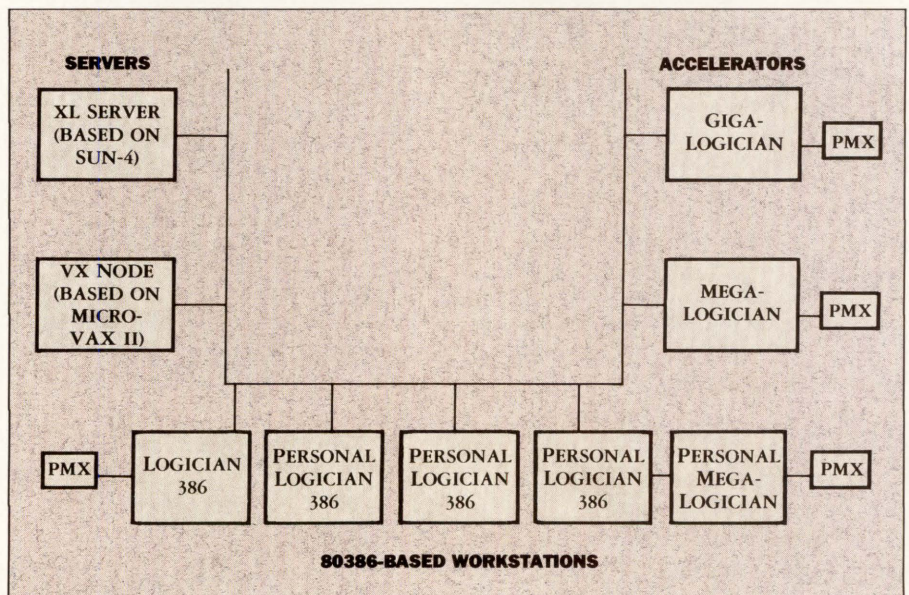 SERVERS
XL SERVER
(BASED ON
SUN-4)
VX NODE
(BASED ON
MICRO-
VAX II)
ACCELERATORS
GIGA-
LOGICIAN
PMX
MEGA-
LOGICIAN
PMX
PMX
LOGICIAN
386
PERSONAL
LOGICIAN
386
PERSONAL
LOGICIAN
386
PERSONAL
LOGICIAN
386
PERSONAL
MEGA-
LOGICIAN
PMX
80386-BASED WORKSTATIONS